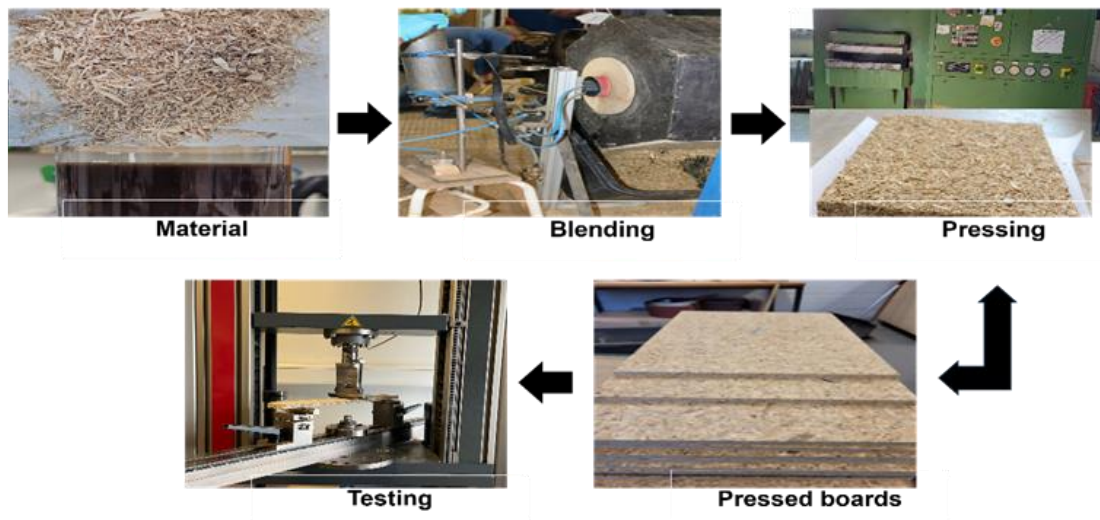 Material
Blending
Pressing
Testing
Pressed boards